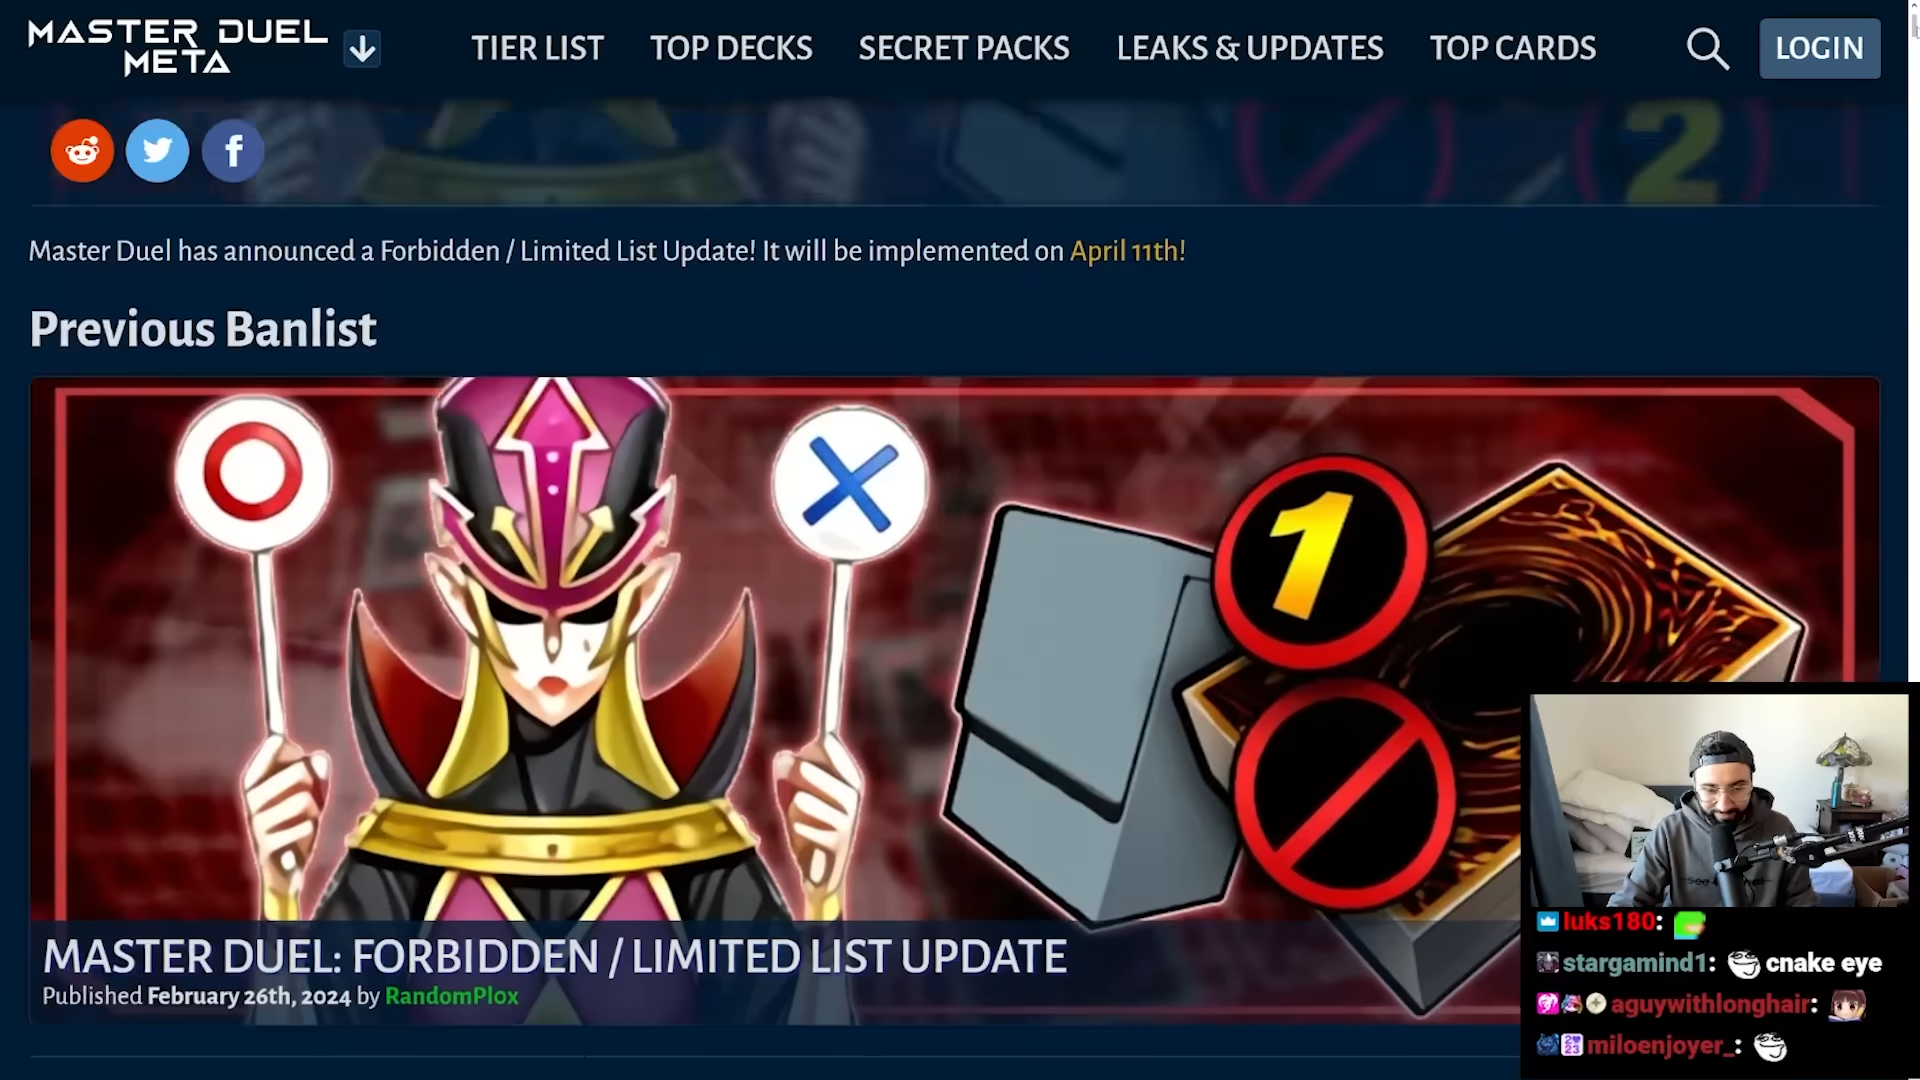 MASTER DUEL
META
TIER LIST
TOP DECKS
SECRET PACKS
LEAKS & UPDATES
TOP CARDS
LOGIN
2
Master Duel has announced a Forbidden / Limited List Update! It will be implemented on April 11th!
Previous Banlist
1
MASTER DUEL: FORBIDDEN / LIMITED LIST UPDATE
Published February 26th, 2024 by RandomPlox
luks180:
stargamind1: cnake eye
aguywithlonghair:
miloenjoyer_: